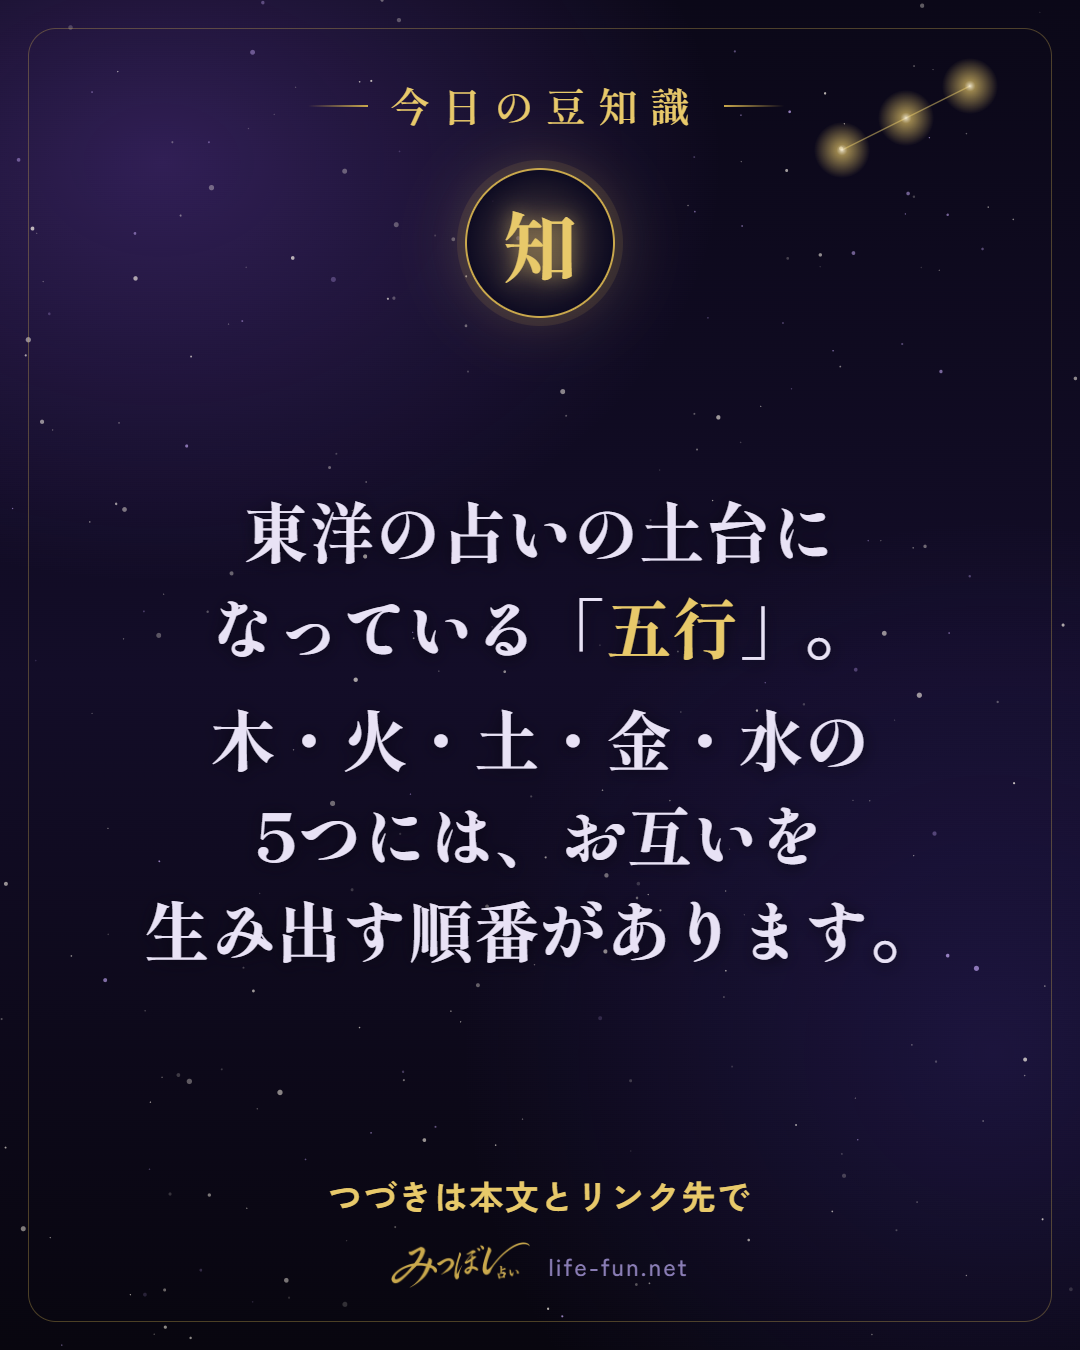 今日の豆知識
知
東洋の占いの土台に
なっている「五行」。
木・火・土・金・水の
5つには、お互いを
生み出す順番があります。
つづきは本文とリンク先で
みつぼし占い life-fun.net